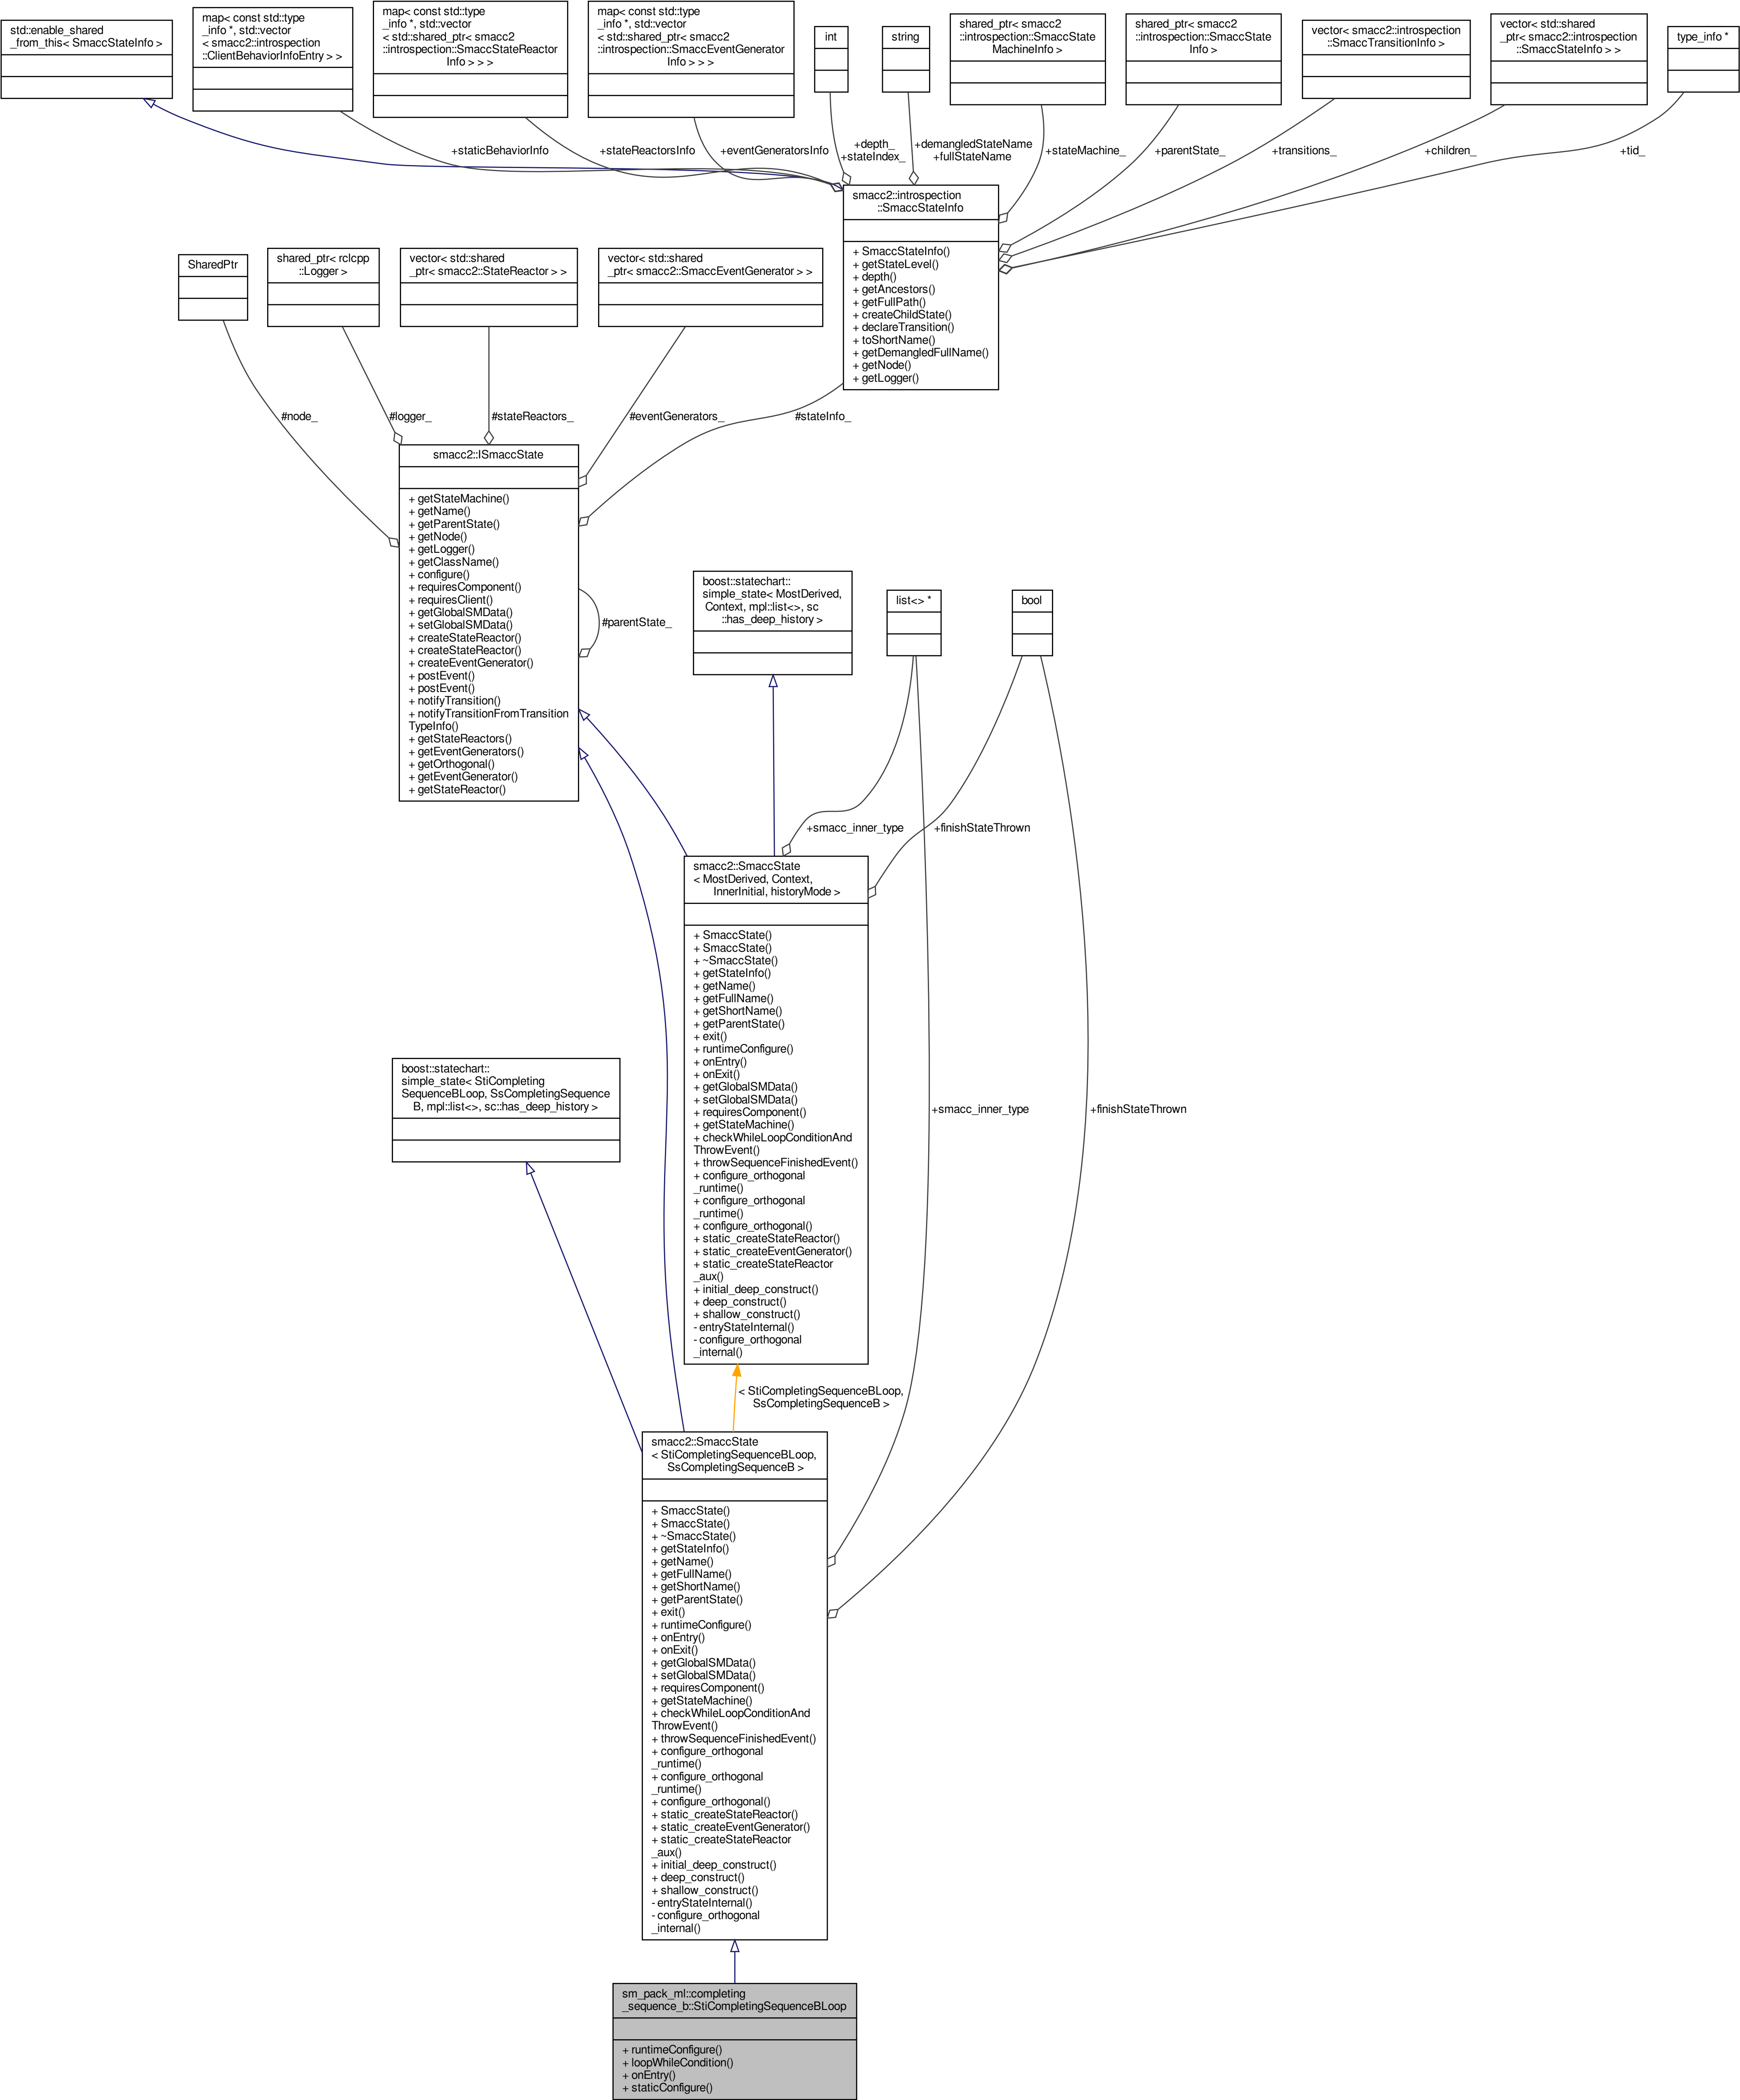 std::enable_shared
_from_this< SmaccStateInfo >
map< const std::type
_info *, std::vector
< smacc2::introspection
::ClientBehaviorInfoEntry > >
map< const std::type
_info *, std::vector
< std::shared_ptr< smacc2
::introspection::SmaccStateReactor
Info > > >
map< const std::type
_info *, std::vector
< std::shared_ptr< smacc2
::introspection::SmaccEventGenerator
Info > > >
int
string
shared_ptr< smacc2
::introspection::SmaccState
MachineInfo >
shared_ptr< smacc2
::introspection::SmaccState
Info >
vector< smacc2::introspection
::SmaccTransitionInfo >
vector< std::shared
_ptr< smacc2::introspection
::SmaccStateInfo > >
type_info *
+staticBehaviorInfo
+stateReactorsInfo
+eventGeneratorsInfo
+depth_
+stateIndex_
+demangledStateName
+fullStateName
+stateMachine_
+parentState_
+transitions_
+children_
+tid_
smacc2::introspection
::SmaccStateInfo
+ SmaccStateInfo()
+ getStateLevel()
+ depth()
+ getAncestors()
+ getFullPath()
+ createChildState()
+ declareTransition()
+ toShortName()
+ getDemangledFullName()
+ getNode()
+ getLogger()
SharedPtr
shared_ptr< rclcpp
::Logger >
vector< std::shared
_ptr< smacc2::StateReactor > >
vector< std::shared
_ptr< smacc2::SmaccEventGenerator > >
#node_
#logger_
#stateReactors_
#eventGenerators_
#stateInfo_
smacc2::ISmaccState
+ getStateMachine()
+ getName()
+ getParentState()
+ getNode()
+ getLogger()
+ getClassName()
+ configure()
+ requiresComponent()
+ requiresClient()
+ getGlobalSMData()
+ setGlobalSMData()
+ createStateReactor()
+ createStateReactor()
+ createEventGenerator()
+ postEvent()
+ postEvent()
+ notifyTransition()
+ notifyTransitionFromTransition
TypeInfo()
+ getStateReactors()
+ getEventGenerators()
+ getOrthogonal()
+ getEventGenerator()
+ getStateReactor()
#parentState_
boost::statechart::
simple_state< MostDerived,
Context, mpl::list<>, sc
::has_deep_history >
list<> *
bool
+smacc_inner_type
+finishStateThrown
smacc2::SmaccState
< MostDerived, Context,
InnerInitial, historyMode >
+ SmaccState()
+ SmaccState()
+ ~SmaccState()
+ getStateInfo()
+ getName()
+ getFullName()
+ getShortName()
+ getParentState()
+ exit()
+ runtimeConfigure()
+ onEntry()
+ onExit()
+ getGlobalSMData()
+ setGlobalSMData()
+ requiresComponent()
+ getStateMachine()
+ checkWhileLoopConditionAnd
ThrowEvent()
+ throwSequenceFinishedEvent()
+ configure_orthogonal
_runtime()
+ configure_orthogonal
_runtime()
+ configure_orthogonal()
+ static_createStateReactor()
+ static_createEventGenerator()
+ static_createStateReactor
_aux()
+ initial_deep_construct()
+ deep_construct()
+ shallow_construct()
- entryStateInternal()
- configure_orthogonal
_internal()
boost::statechart::
simple_state< StiCompleting
SequenceBLoop, SsCompletingSequence
B, mpl::list<>, sc::has_deep_history >
+smacc_inner_type
+finishStateThrown
< StiCompletingSequenceBLoop,
SsCompletingSequenceB >
smacc2::SmaccState
< StiCompletingSequenceBLoop,
SsCompletingSequenceB >
+ SmaccState()
+ SmaccState()
+ ~SmaccState()
+ getStateInfo()
+ getName()
+ getFullName()
+ getShortName()
+ getParentState()
+ exit()
+ runtimeConfigure()
+ onEntry()
+ onExit()
+ getGlobalSMData()
+ setGlobalSMData()
+ requiresComponent()
+ getStateMachine()
+ checkWhileLoopConditionAnd
ThrowEvent()
+ throwSequenceFinishedEvent()
+ configure_orthogonal
_runtime()
+ configure_orthogonal
_runtime()
+ configure_orthogonal()
+ static_createStateReactor()
+ static_createEventGenerator()
+ static_createStateReactor
_aux()
+ initial_deep_construct()
+ deep_construct()
+ shallow_construct()
- entryStateInternal()
- configure_orthogonal
_internal()
sm_pack_ml::completing
_sequence_b::StiCompletingSequenceBLoop
+ runtimeConfigure()
+ loopWhileCondition()
+ onEntry()
+ staticConfigure()